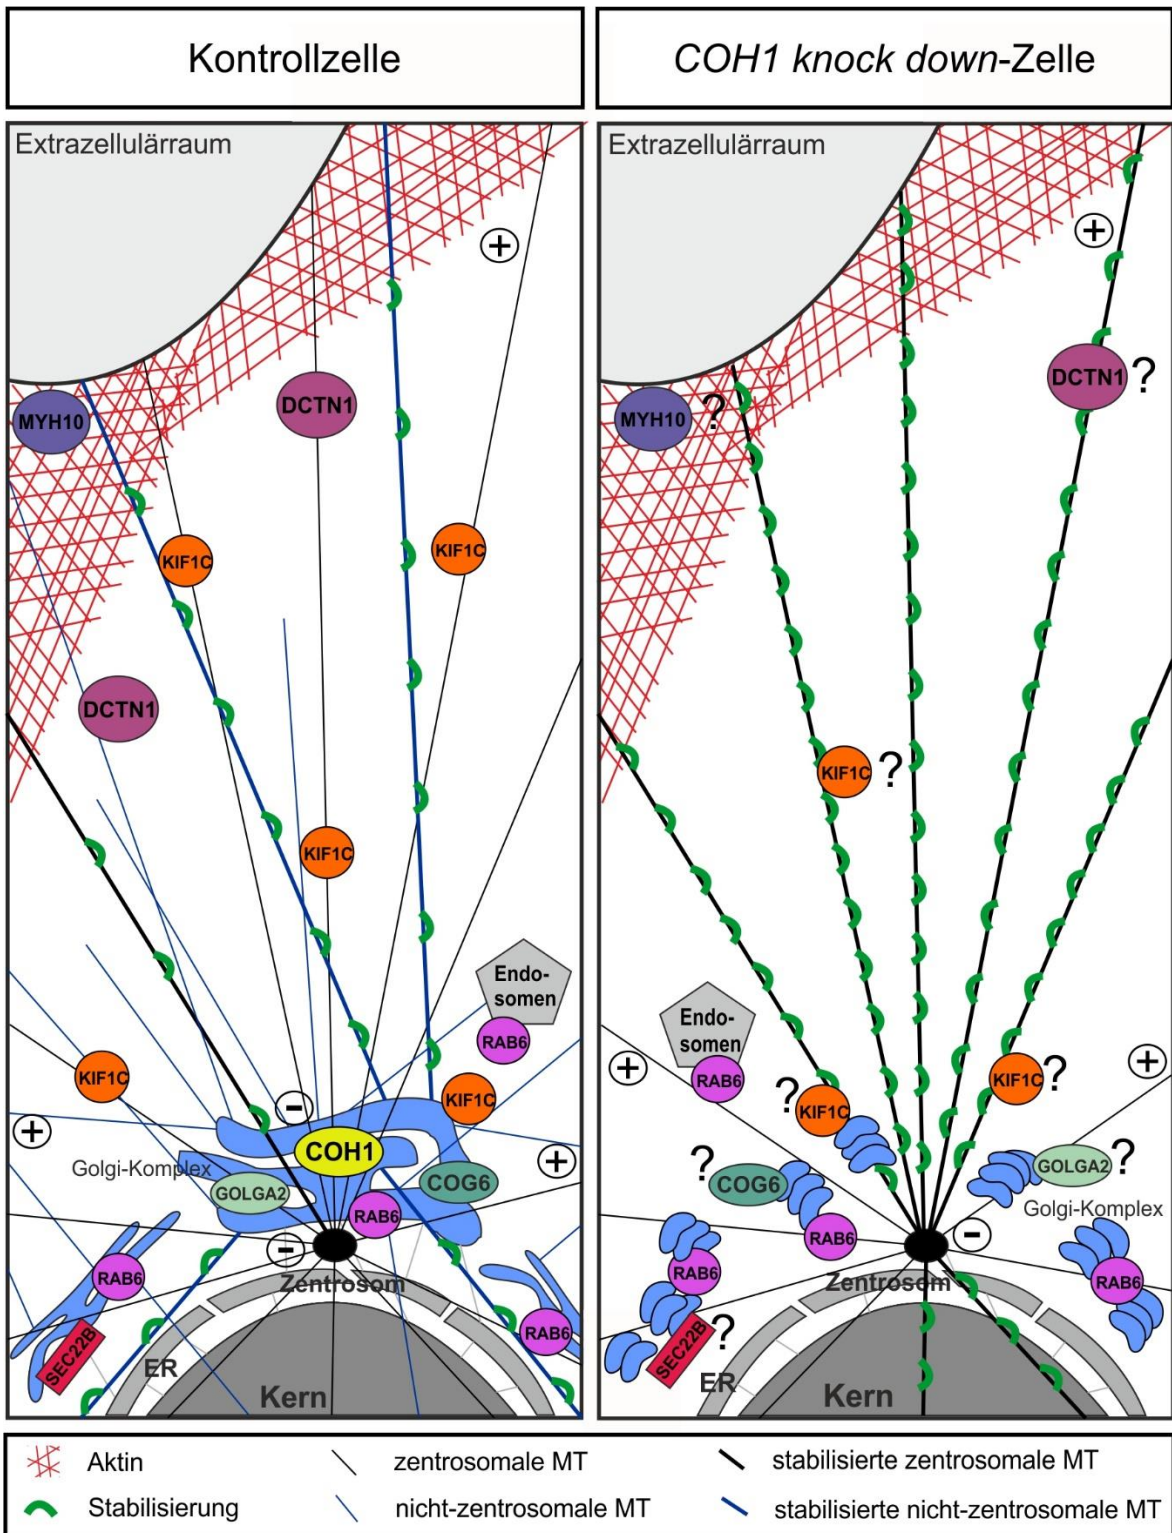 Kontrollzelle
COH1 knock down-Zelle
Extrazellulärraum
+
MYH10
DCTN1
KIF1C
KIF1C
DCTN1
KIF1C
Endo-
somen
RAB6
KIF1C
KIF1C
-
+
COH1
+
Golgi-Komplex
GOLGA2
COG6
RAB6
-
RAB6
Zentrosom
RAB6
SEC22B
ER
Kern
Extrazellulärraum
+
DCTN1 ?
MYH10 ?
KIF1C ?
Endo-
somen
RAB6
+
+
? KIF1C
KIF1C ?
? COG6
GOLGA2 ?
Golgi-Komplex
RAB6
-
RAB6
Zentrosom
RAB6
SEC22B ?
ER
Kern
Aktin
zentrosomale MT
stabilisierte zentrosomale MT
Stabilisierung
nicht-zentrosomale MT
stabilisierte nicht-zentrosomale MT